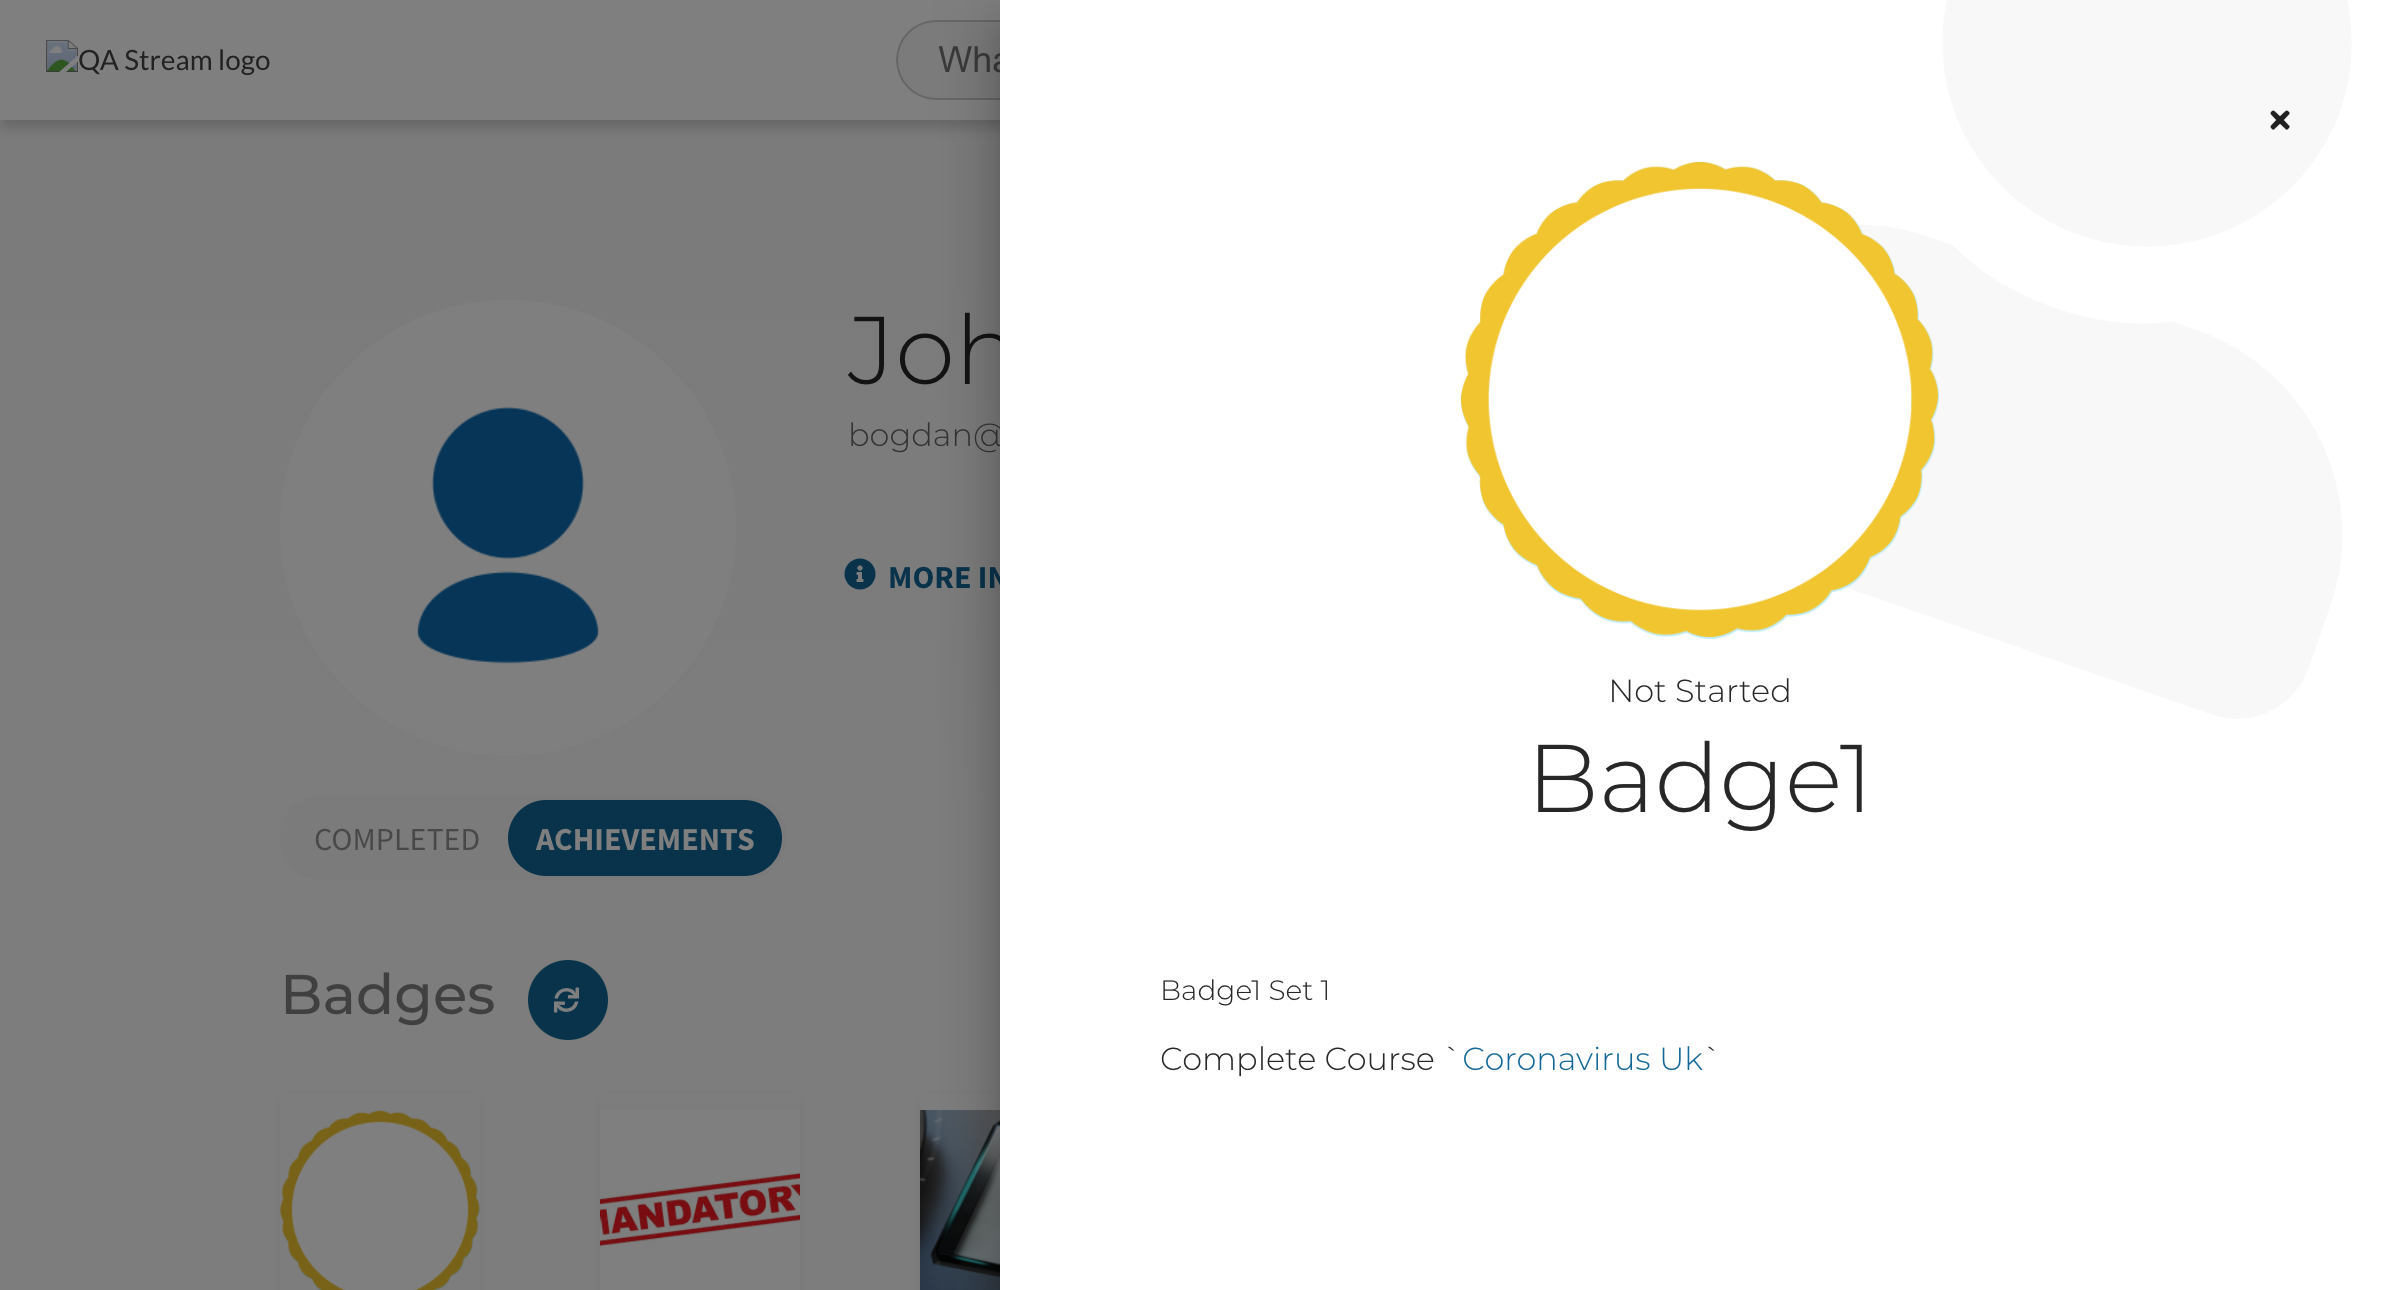 QA Stream logo
Wha
Joh
bogdan@
MORE IN
COMPLETED
ACHIEVEMENTS
Badges
MANDATORY
Not Started
Badge1
Badge1 Set 1
Complete Course `Coronavirus Uk`